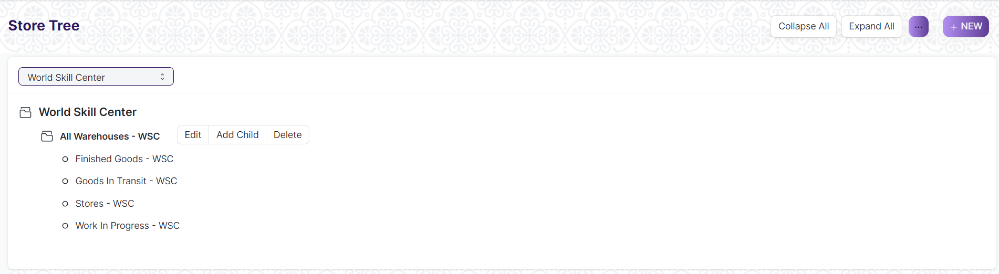 Store Tree
Collapse All
Expand All
...
+ NEW
World Skill Center
World Skill Center
All Warehouses - WSC
Edit
Add Child
Delete
Finished Goods - WSC
Goods In Transit - WSC
Stores - WSC
Work In Progress - WSC